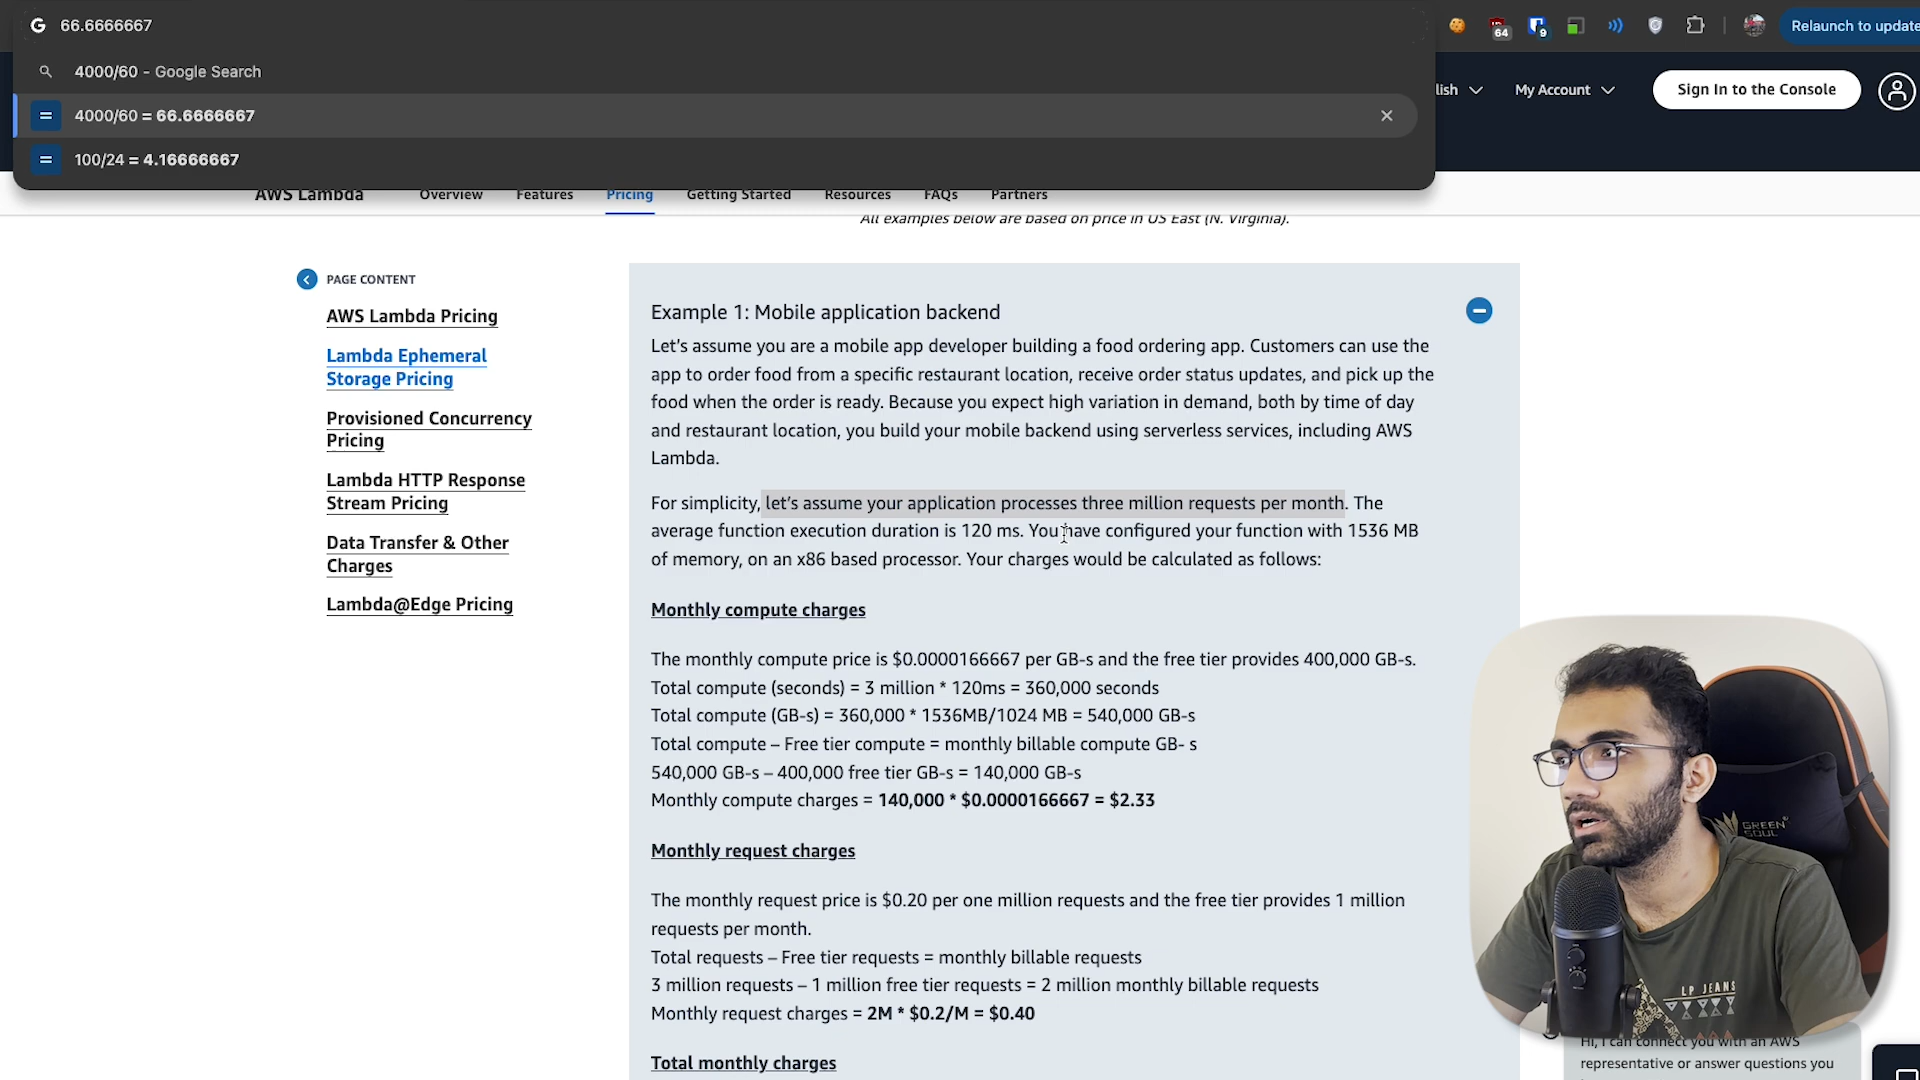 66.6666667
64
9
Relaunch to update
4000/60 - Google Search
4000/60 = 66.6666667
100/24 = 4.16666667
lish
My Account
Sign In to the Console
AWS Lambda
Overview
Features
Pricing
Getting Started
Resources
FAQs
Partners
All examples below are based on price in US East (N. Virginia).
PAGE CONTENT
AWS Lambda Pricing
Lambda Ephemeral
Storage Pricing
Provisioned Concurrency
Pricing
Lambda HTTP Response
Stream Pricing
Data Transfer & Other
Charges
Lambda@Edge Pricing
Example 1: Mobile application backend
Let's assume you are a mobile app developer building a food ordering app. Customers can use the
app to order food from a specific restaurant location, receive order status updates, and pick up the
food when the order is ready. Because you expect high variation in demand, both by time of day
and restaurant location, you build your mobile backend using serverless services, including AWS
Lambda.
For simplicity, let's assume your application processes three million requests per month. The
average function execution duration is 120 ms. You have configured your function with 1536 MB
of memory, on an x86 based processor. Your charges would be calculated as follows:
Monthly compute charges
The monthly compute price is $0.0000166667 per GB-s and the free tier provides 400,000 GB-s.
Total compute (seconds) = 3 million * 120ms = 360,000 seconds
Total compute (GB-s) = 360,000 * 1536MB/1024 MB = 540,000 GB-s
Total compute – Free tier compute = monthly billable compute GB- s
540,000 GB-s – 400,000 free tier GB-s = 140,000 GB-s
Monthly compute charges = 140,000 * $0.0000166667 = $2.33
Monthly request charges
The monthly request price is $0.20 per one million requests and the free tier provides 1 million
requests per month.
Total requests – Free tier requests = monthly billable requests
3 million requests – 1 million free tier requests = 2 million monthly billable requests
Monthly request charges = 2M * $0.2/M = $0.40
Total monthly charges
GREEN
SOUL
LP JEANS
Hi, I can connect you with an AWS
representative or answer questions you